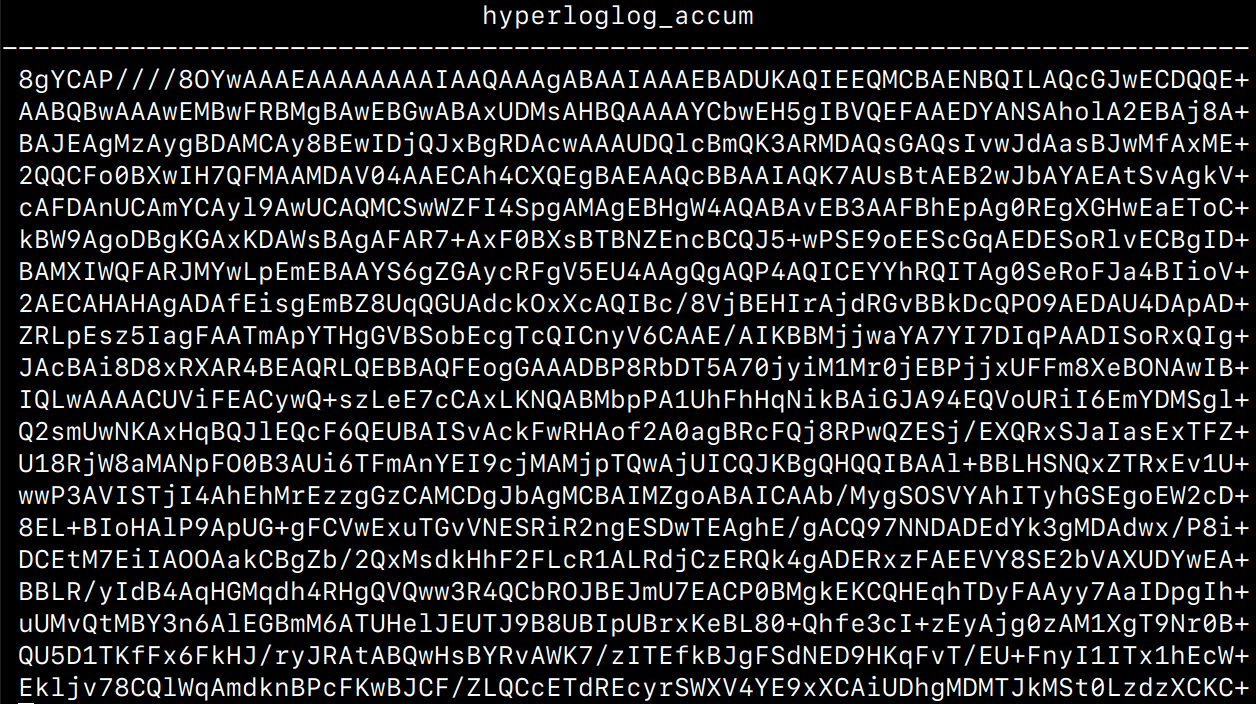 hyperloglog_accum
--------------------------------------------------------------------------------
8gYCAP////8OYwAAAEAAAAAAAAIAAQAAAgABAAIAAAEBADUKAQIEEQMCBAENBQILAQcGJwECDQQE+
AABQBwAAAwEMBwFRBMgBAwEBGwABAxUDMsAHBQAAAAYCbwEH5gIBVQEFAAEDYANSAholA2EBAj8A+
BAJEAgMzAygBDAMCAy8BEwIDjQJxBgRDAcwAAAUDQlcBmQK3ARMDAQsGAQsIvwJdAasBJwMfAxME+
2QQCFo0BXwIH7QFMAAMDAV04AAECAh4CXQEgBAEAAQcBBAAIAQK7AUsBtAEB2wJbAYAEAtSvAgkV+
cAFDAnUCAmYCAyl9AwUCAQMCSwWZFI4SpgAMAgEBHgW4AQABAvEB3AAFBhEpAg0REgXGHwEaEToC+
kBW9AgoDBgKGAxKDAWsBAgAFAR7+AxF0BXsBTBNZEncBCQJ5+wPSE9oEEScGqAEDESoRlvECBgID+
BAMXIWQFARJMYwLpEmEBAAYS6gZGAycRFgV5EU4AAgQgAQP4AQICEYYhRQITAg0SeRoFJa4BIioV+
2AECAHAHAgADAfEisgEmBZ8UqQGUAdckOxXcAQIBc/8VjBEHIrAjdRGvBBkDcQPO9AEDAU4DApAD+
ZRLpEsz5IagFAATmApYTHgGVBSobEcgTcQICnyV6CAAE/AIKBBMjjwaYA7YI7DIqPAADISoRxQIg+
JAcBAi8D8xRXAR4BEAQRLQEBBAQFEogGAAADBP8RbDT5A70jyiM1Mr0jEBPjjxUFFm8XeBONAwIB+
IQLwAAAACUViFEACywQ+szLeE7cCAxLKNQABMbpPA1UhFhHqNikBAiGJA94EQVoURiI6EmYDMSgl+
Q2smUwNKAxHqBQJlEQcF6QEUBAISvAckFwRHAof2A0agBRcFQj8RPwQZESj/EXQRxSJaIasExTFZ+
U18RjW8aMANpFO0B3AUi6TFmAnYEI9cjMAMjpTQwAjUICQJKBgQHQQIBAAl+BBLHSNQxZTRxEv1U+
wwP3AVISTjI4AhEhMrEzzgGzCAMCDgJbAgMCBAIMZgoABAICAAb/MygSOSVYAhITyhGSEgoEW2cD+
8EL+BIoHAlP9ApUG+gFCVwExuTGvVNESRiR2ngESDwTEAghE/gACQ97NNDADEdYk3gMDAdwx/P8i+
DCEtM7EiIAOOAakCBgZb/2QxMsdkHhF2FLcR1ALRdjCzERQk4gADERxzFAEEVY8SE2bVAXUDYwEA+
BBLR/yIdB4AqHGMqdh4RHgQVQww3R4QCbROJBEJmU7EACP0BMgkEKCQHEqhTDyFAAyy7AaIDpgIh+
uUMvQtMBY3n6AlEGBmM6ATUHelJEUTJ9B8UBIpUBrxKeBL80+Qhfe3cI+zEyAjg0zAM1XgT9Nr0B+
QU5D1TKfFx6FkHJ/ryJRAtABQwHsBYRvAWK7/zITEfkBJgFSdNED9HKqFvT/EU+FnyI1ITx1hEcW+
Ekljv78CQlWqAmdknBPcFKwBJCF/ZLQCcETdREcyrSWXV4YE9xXCAiUDhgMDMTJkMSt0LzdzXCKC+